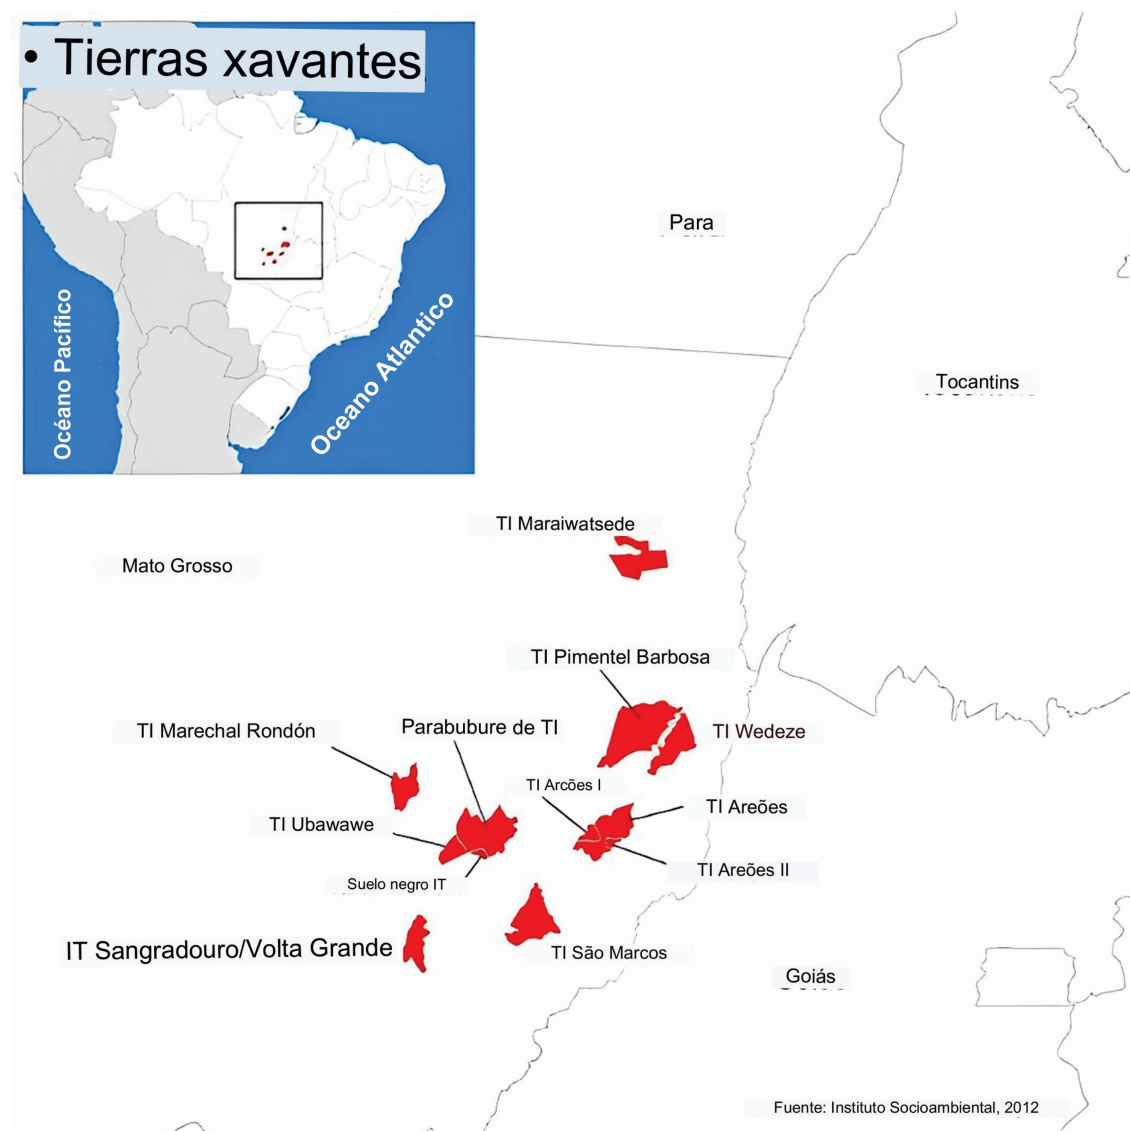 • Tierras xavantes
Océano Pacífico
Oceano Atlantico
Para
Tocantins
TI Maraiwatsede
Mato Grosso
TI Pimentel Barbosa
TI Marechal Rondón
Parabubure de TI
TI Wedeze
TI Arcões I
TI Areões
TI Ubawawe
TI Areões II
Suelo negro IT
IT Sangradouro/Volta Grande
TI São Marcos
Goiás
Fuente: Instituto Socioambiental, 2012